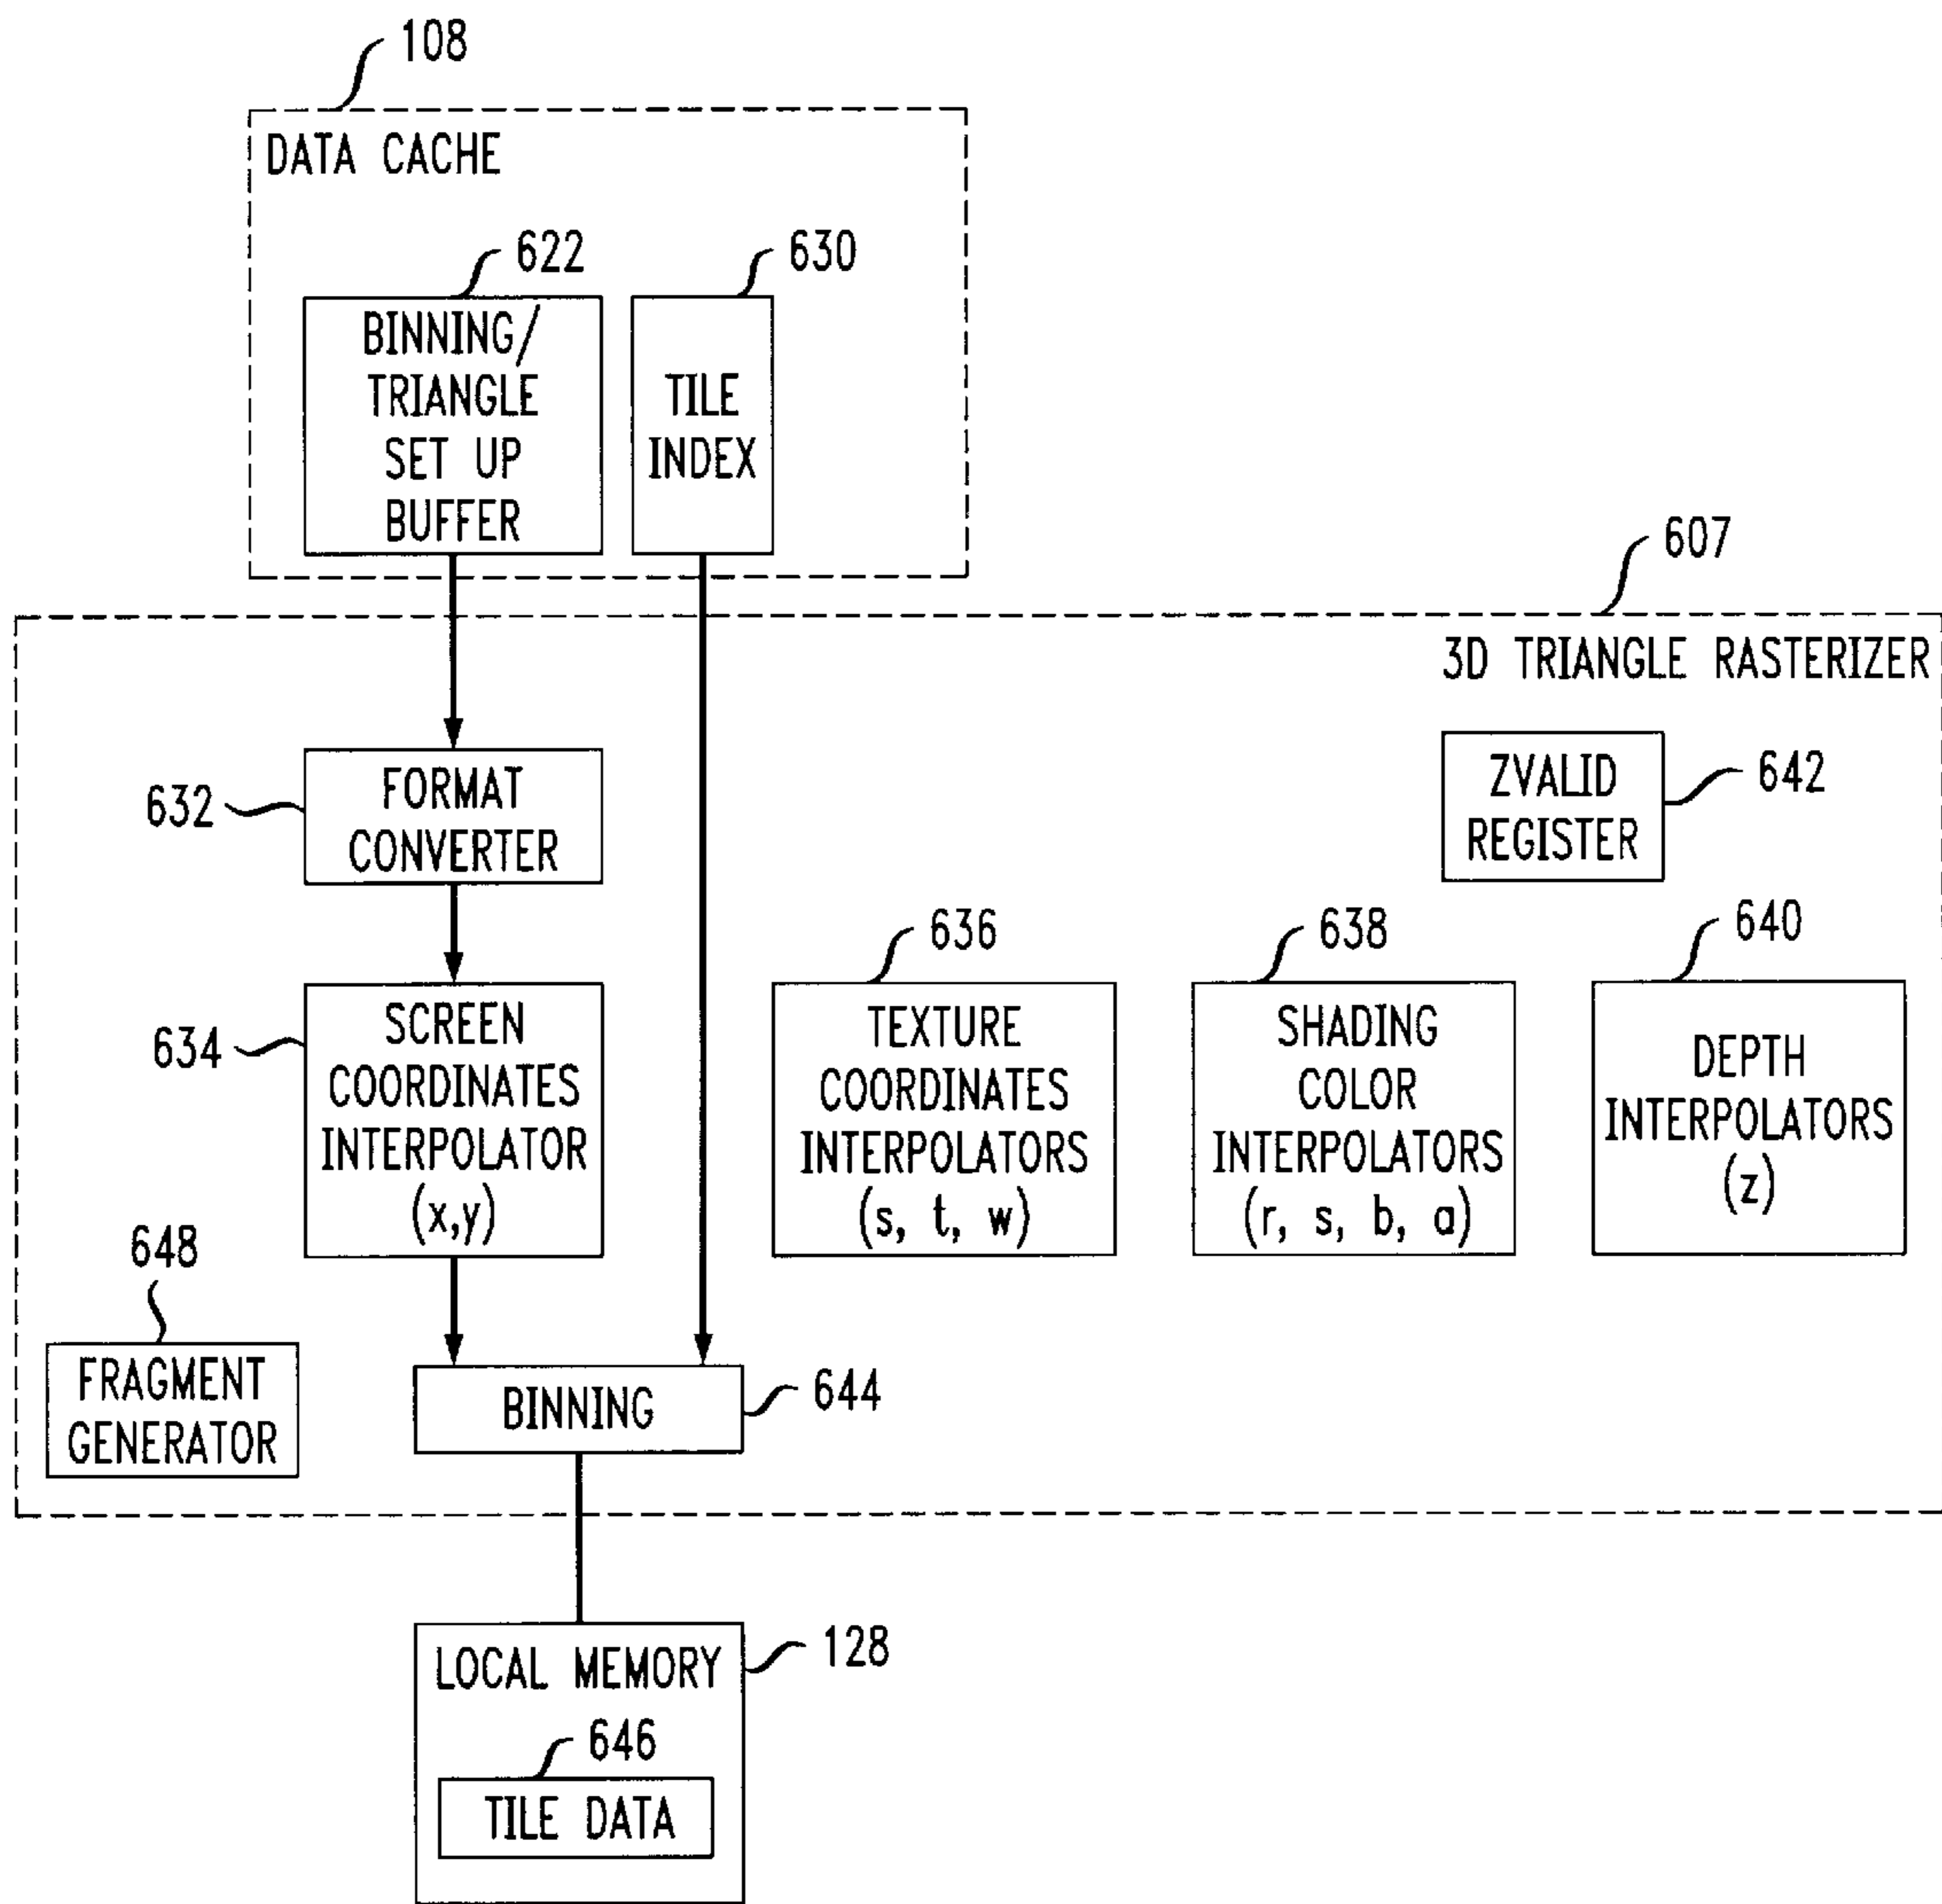 108
DATA CACHE
622
630
BINNING/
TRIANGLE
SET UP
BUFFER
TILE
INDEX
607
3D TRIANGLE RASTERIZER
632
FORMAT
CONVERTER
ZVALID
REGISTER
642
634
SCREEN
COORDINATES
INTERPOLATOR
(x,y)
636
TEXTURE
COORDINATES
INTERPOLATORS
(s, t, w)
638
SHADING
COLOR
INTERPOLATORS
(r, s, b, a)
640
DEPTH
INTERPOLATORS
(z)
648
FRAGMENT
GENERATOR
BINNING
644
LOCAL MEMORY
128
646
TILE DATA